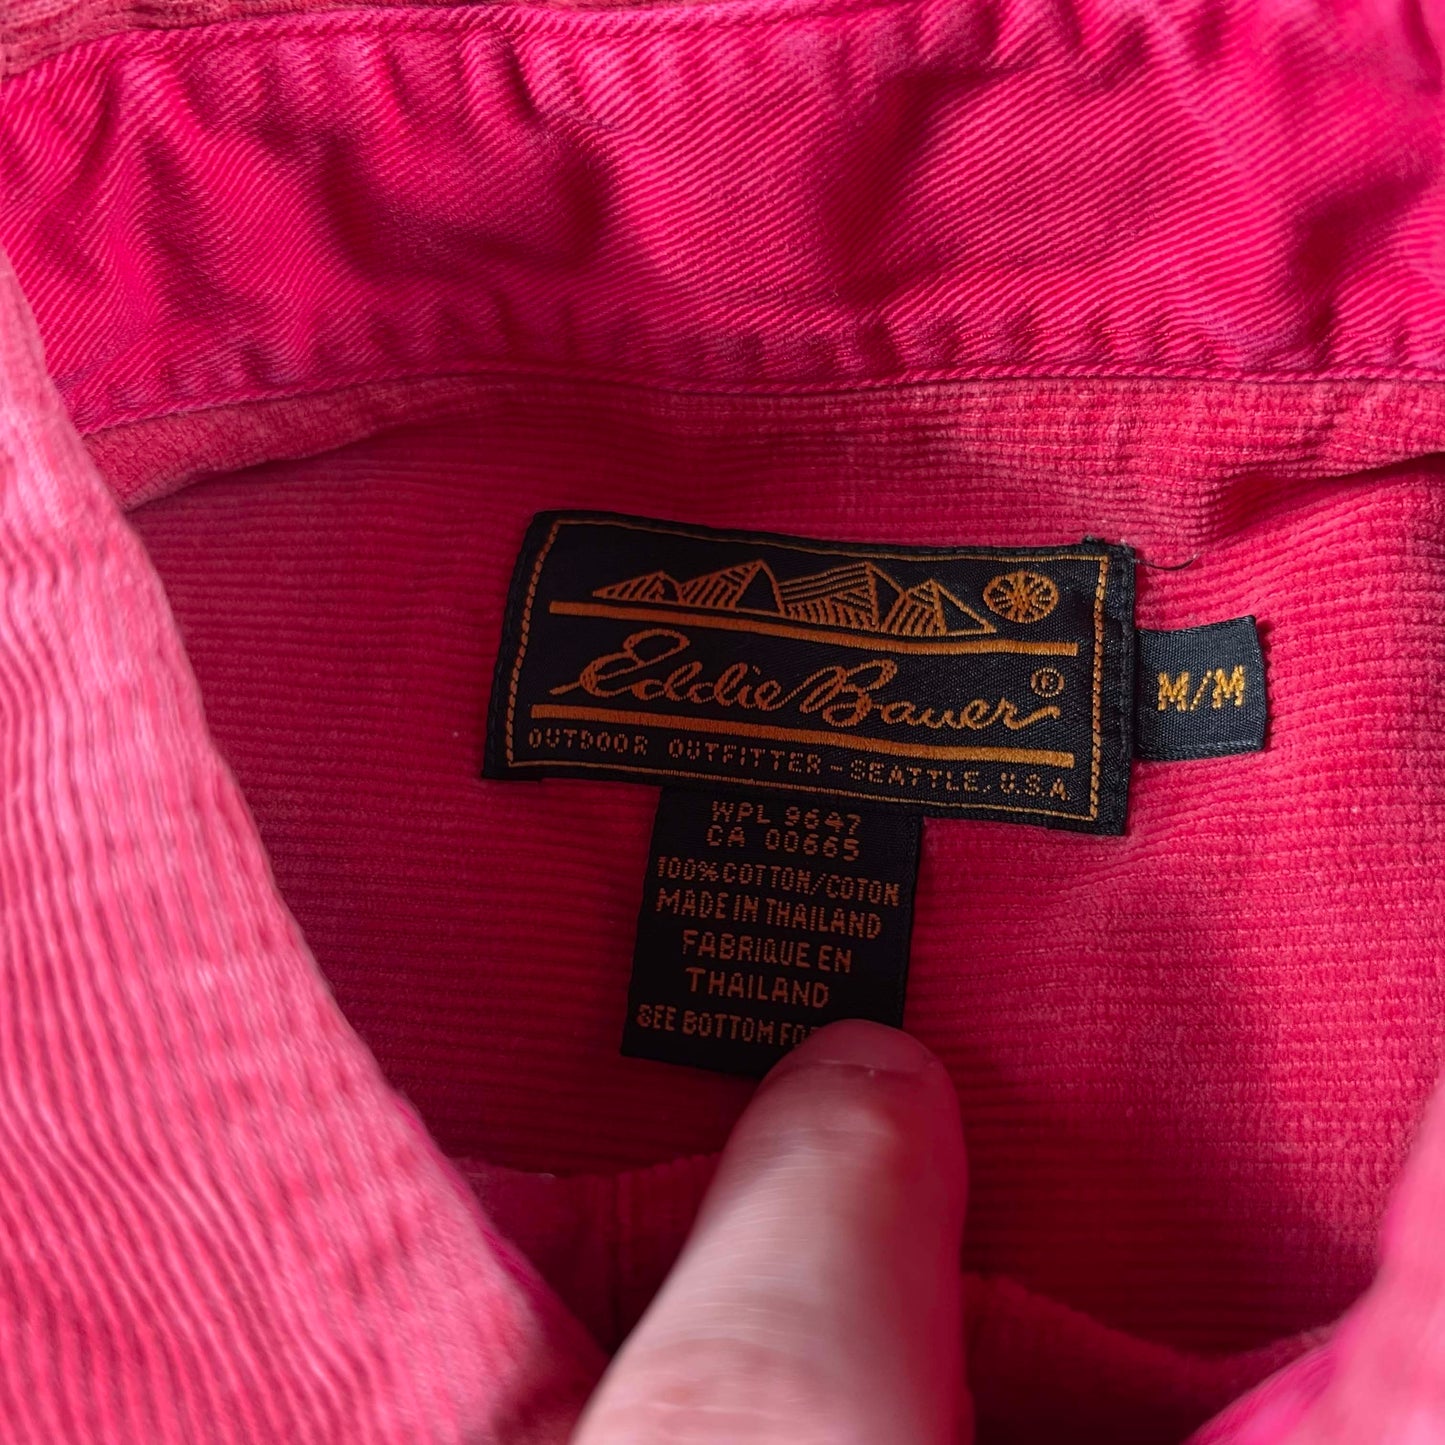 Eddie Bauer®
OUTDOOR OUTFITTER – SEATTLE, U.S.A
M/M
WPL 9647
CA 00665
100% COTTON/COTON
MADE IN THAILAND
FABRIQUE EN
THAILAND
SEE BOTTOM